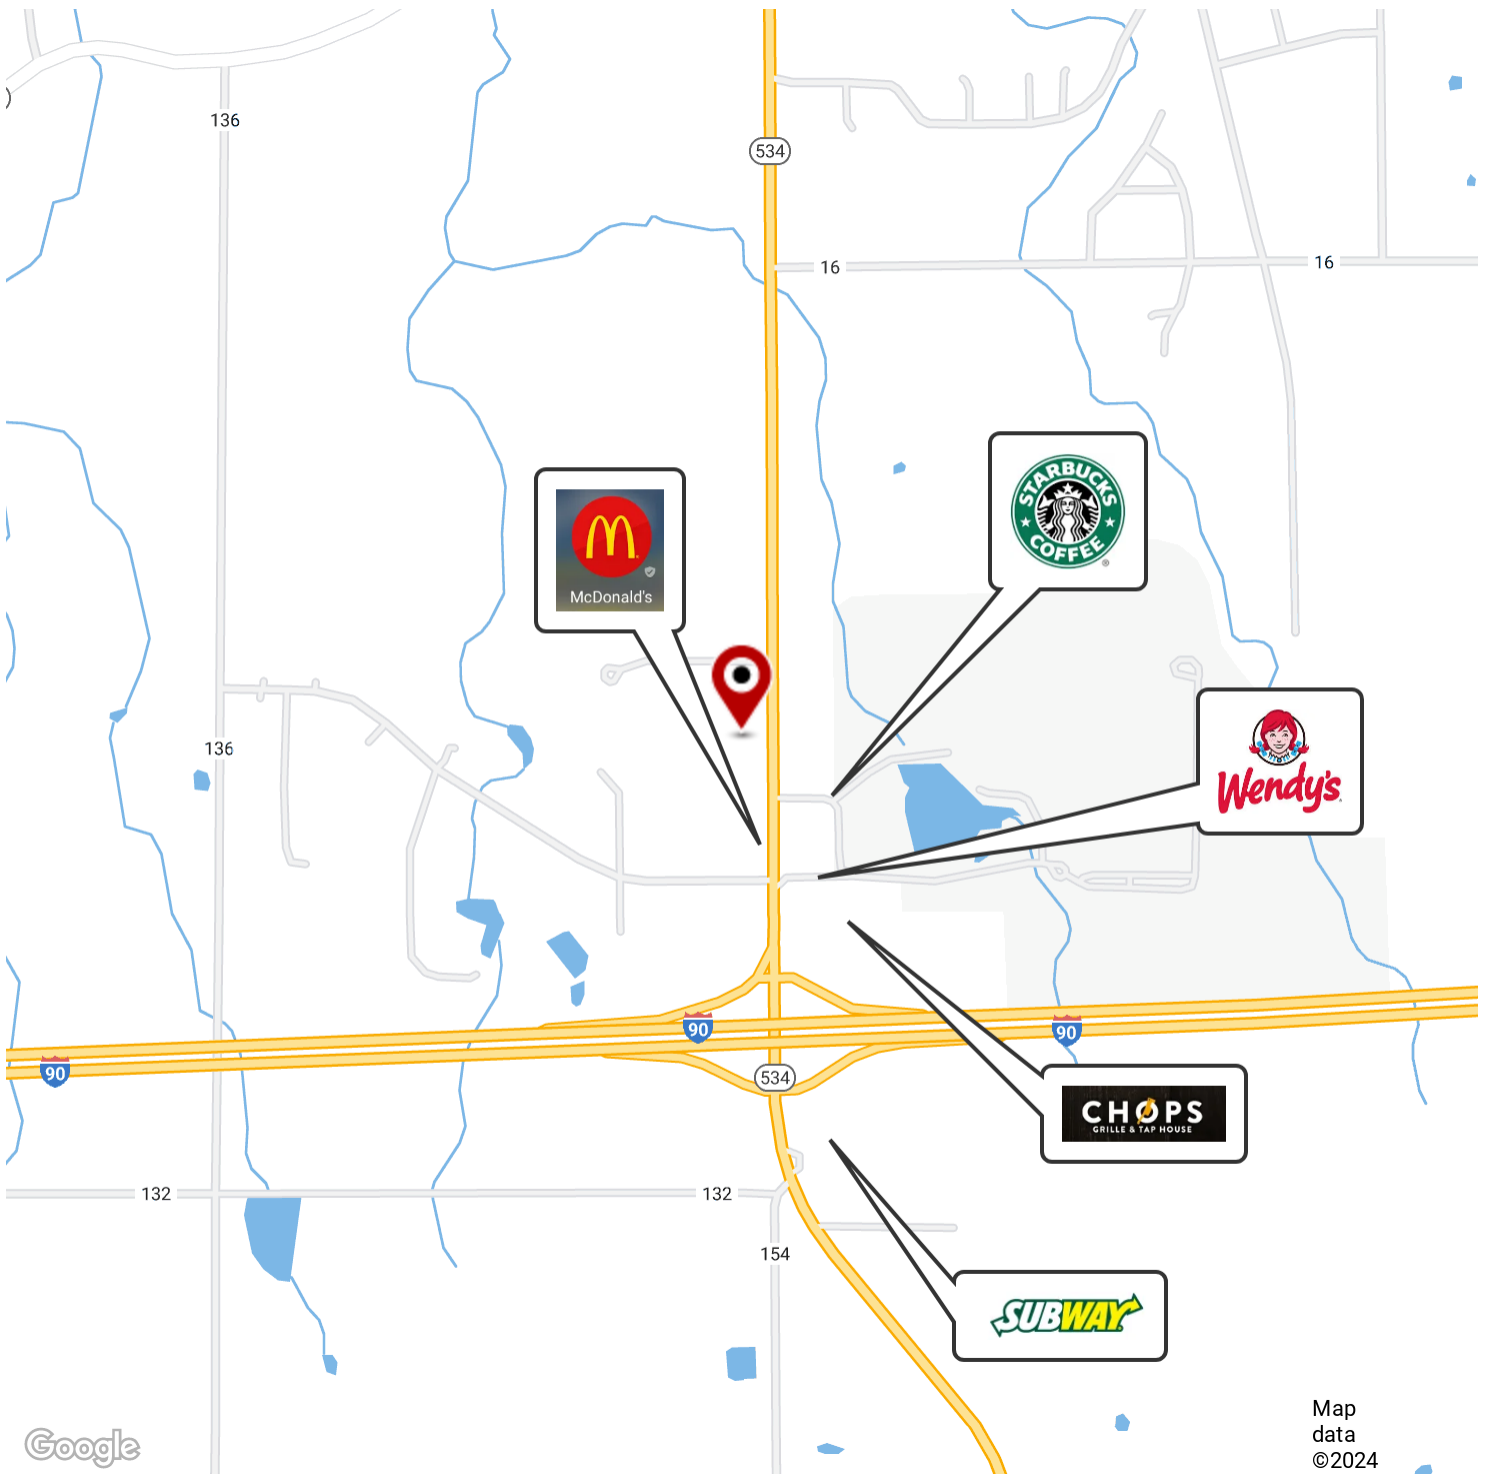 136
534
16
16
STARBUCKS
COFFEE
®
McDonald's
136
Wendy's
90
90
90
534
CHOPS
GRILLE & TAP HOUSE
132
132
154
SUBWAY
Google
Map
data
©2024